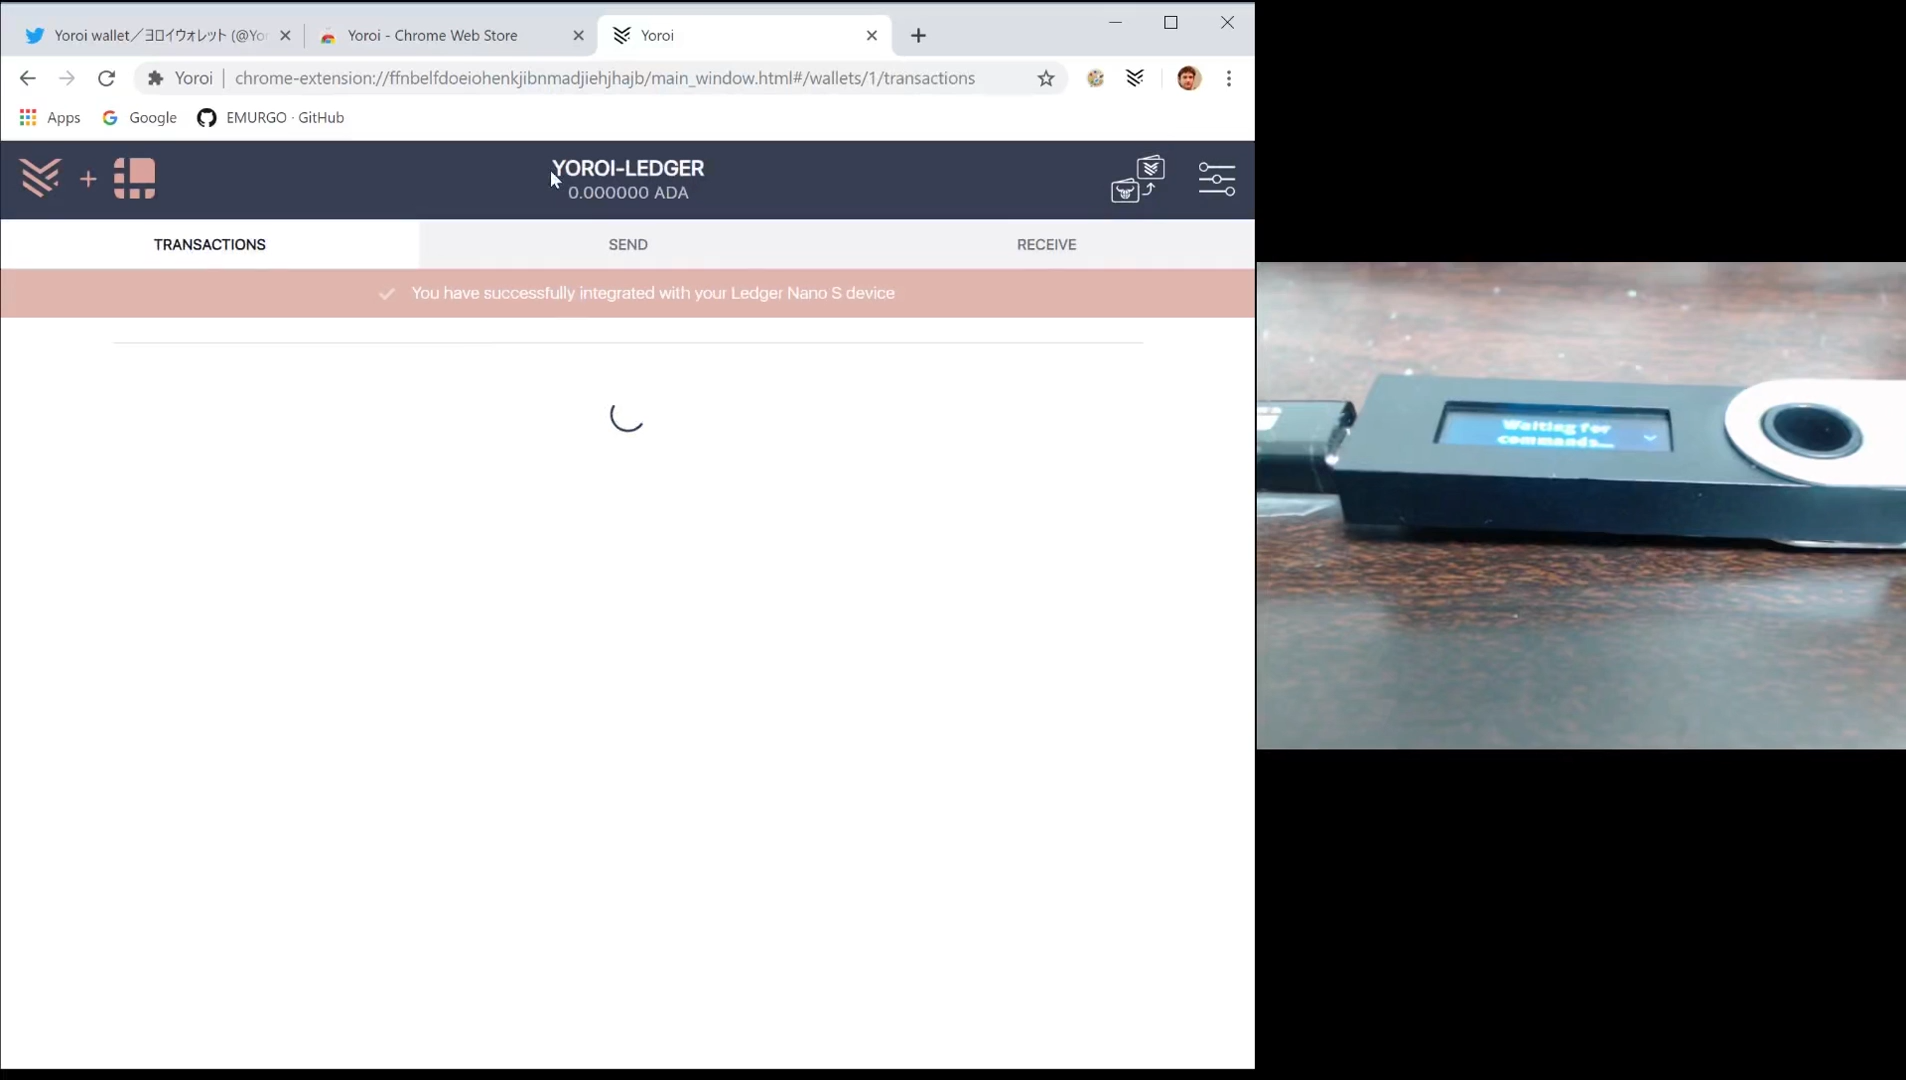 Yoroi wallet／ヨロイウォレット (@Yo
Yoroi - Chrome Web Store
Yoroi
Yoroi
chrome-extension://ffnbelfdoeiohenkjibnmadjiehjhajb/main_window.html#/wallets/1/transactions
Apps
Google
EMURGO · GitHub
YOROI-LEDGER
0.000000 ADA
TRANSACTIONS
SEND
RECEIVE
You have successfully integrated with your Ledger Nano S device
Waiting for
commands...